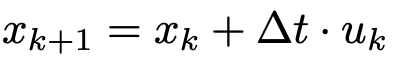 x_{k+1} = x_k + Δt · u_k